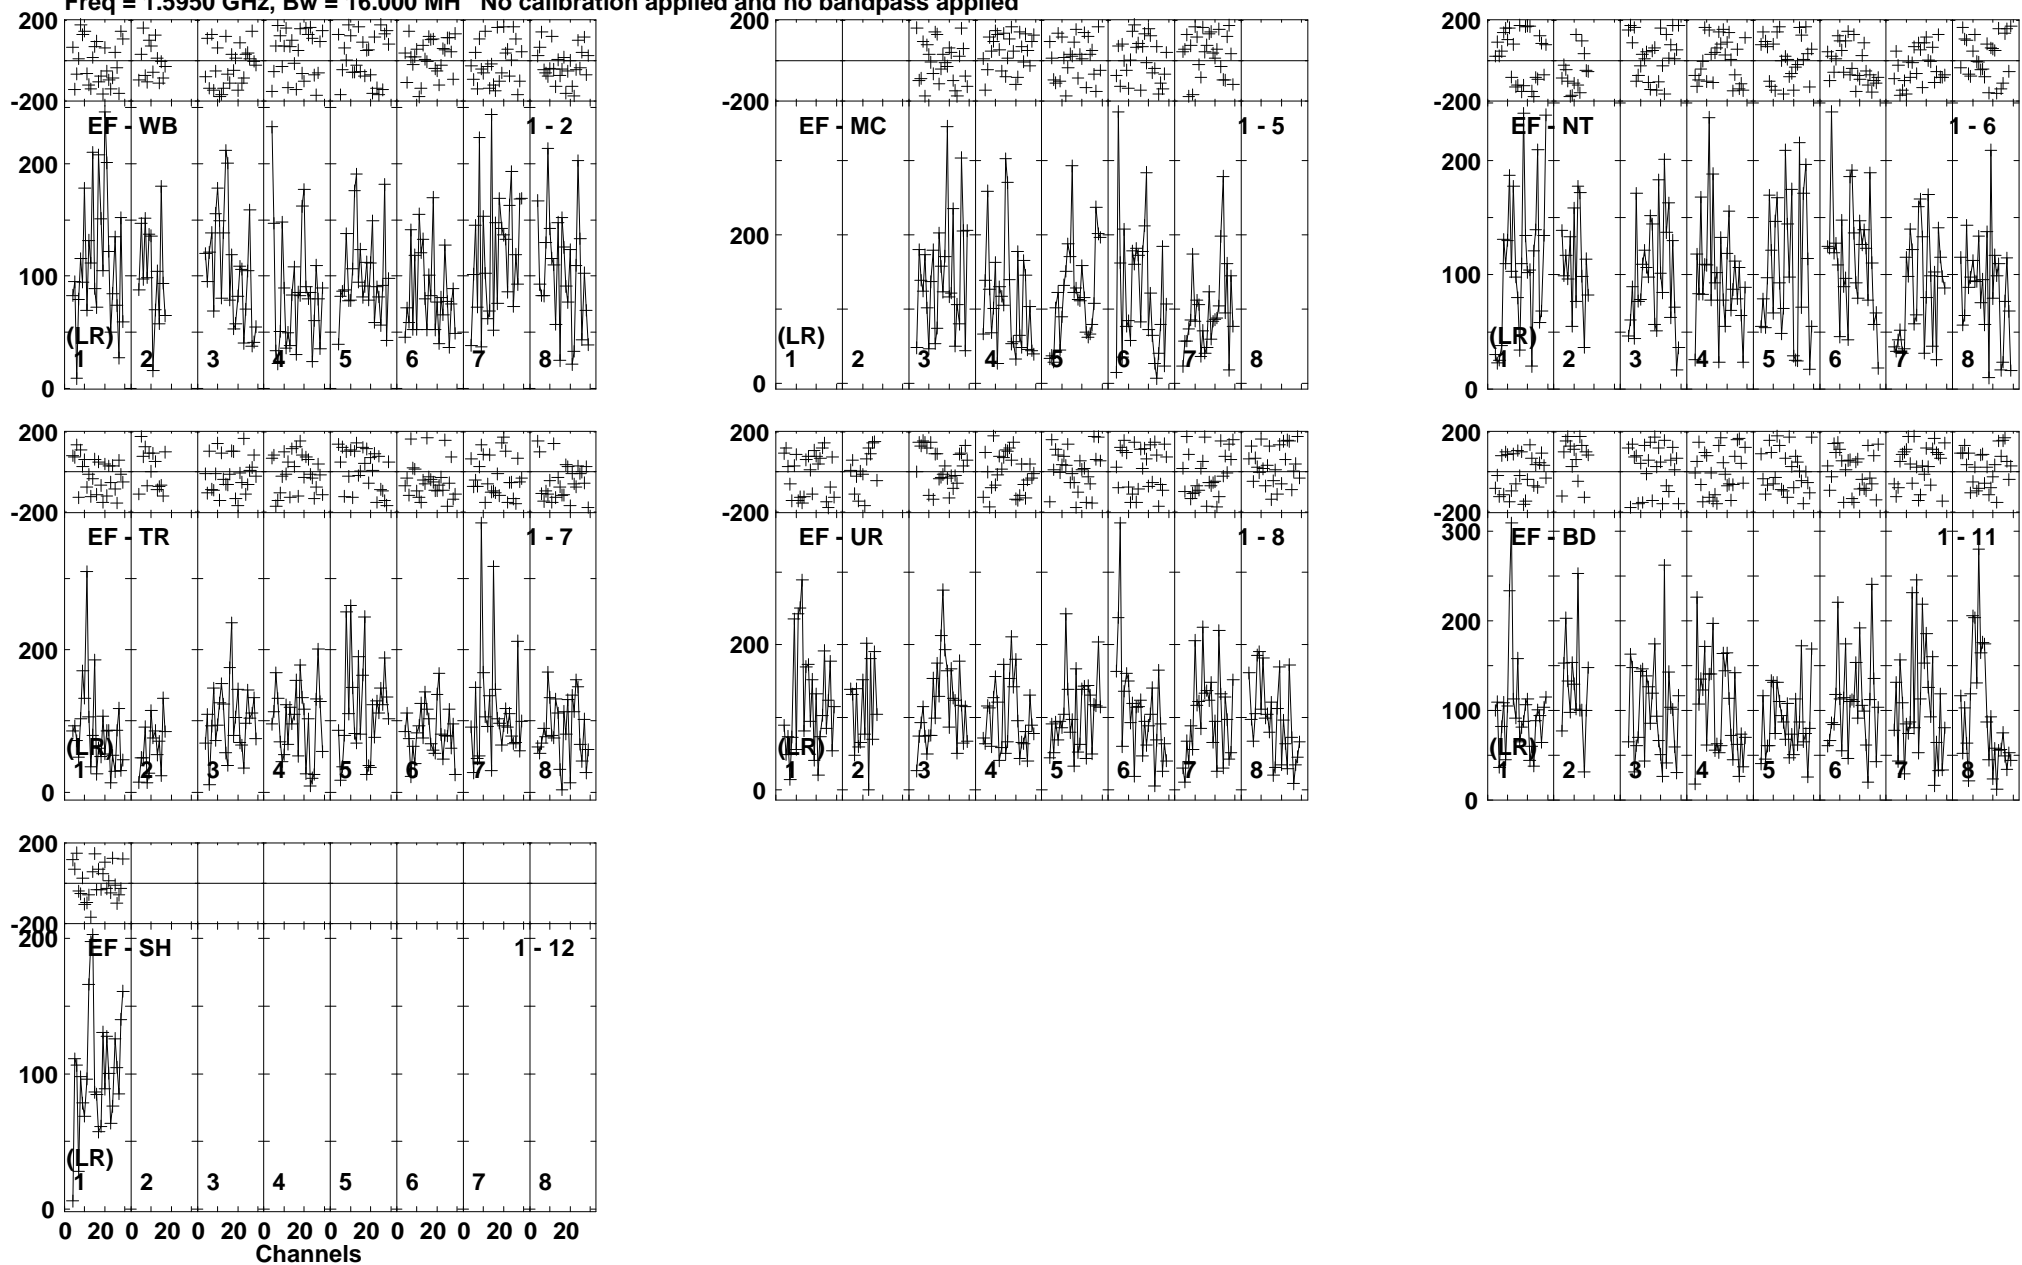 Freq = 1.5950 GHz, Bw = 16.000 MH No calibration applied and no bandpass applied
200
-200
EF - WB 1 - 2
200
100
0
(LR)
1 2 3 4 5 6 7 8
200
-200
EF - MC 1 - 5
200
0
(LR)
1 2 3 4 5 6 7 8
200
-200
EF - NT 1 - 6
200
100
0
(LR)
1 2 3 4 5 6 7 8
200
-200
EF - TR 1 - 7
200
0
(LR)
1 2 3 4 5 6 7 8
200
-200
EF - UR 1 - 8
200
0
(LR)
1 2 3 4 5 6 7 8
200
-200
300
EF - BD 1 - 11
200
100
0
(LR)
1 2 3 4 5 6 7 8
200
-200
200
EF - SH 1 - 12
100
0
(LR)
1 2 3 4 5 6 7 8
0 20 0 20 0 20 0 20 0 20 0 20 0 20 0 20
Channels